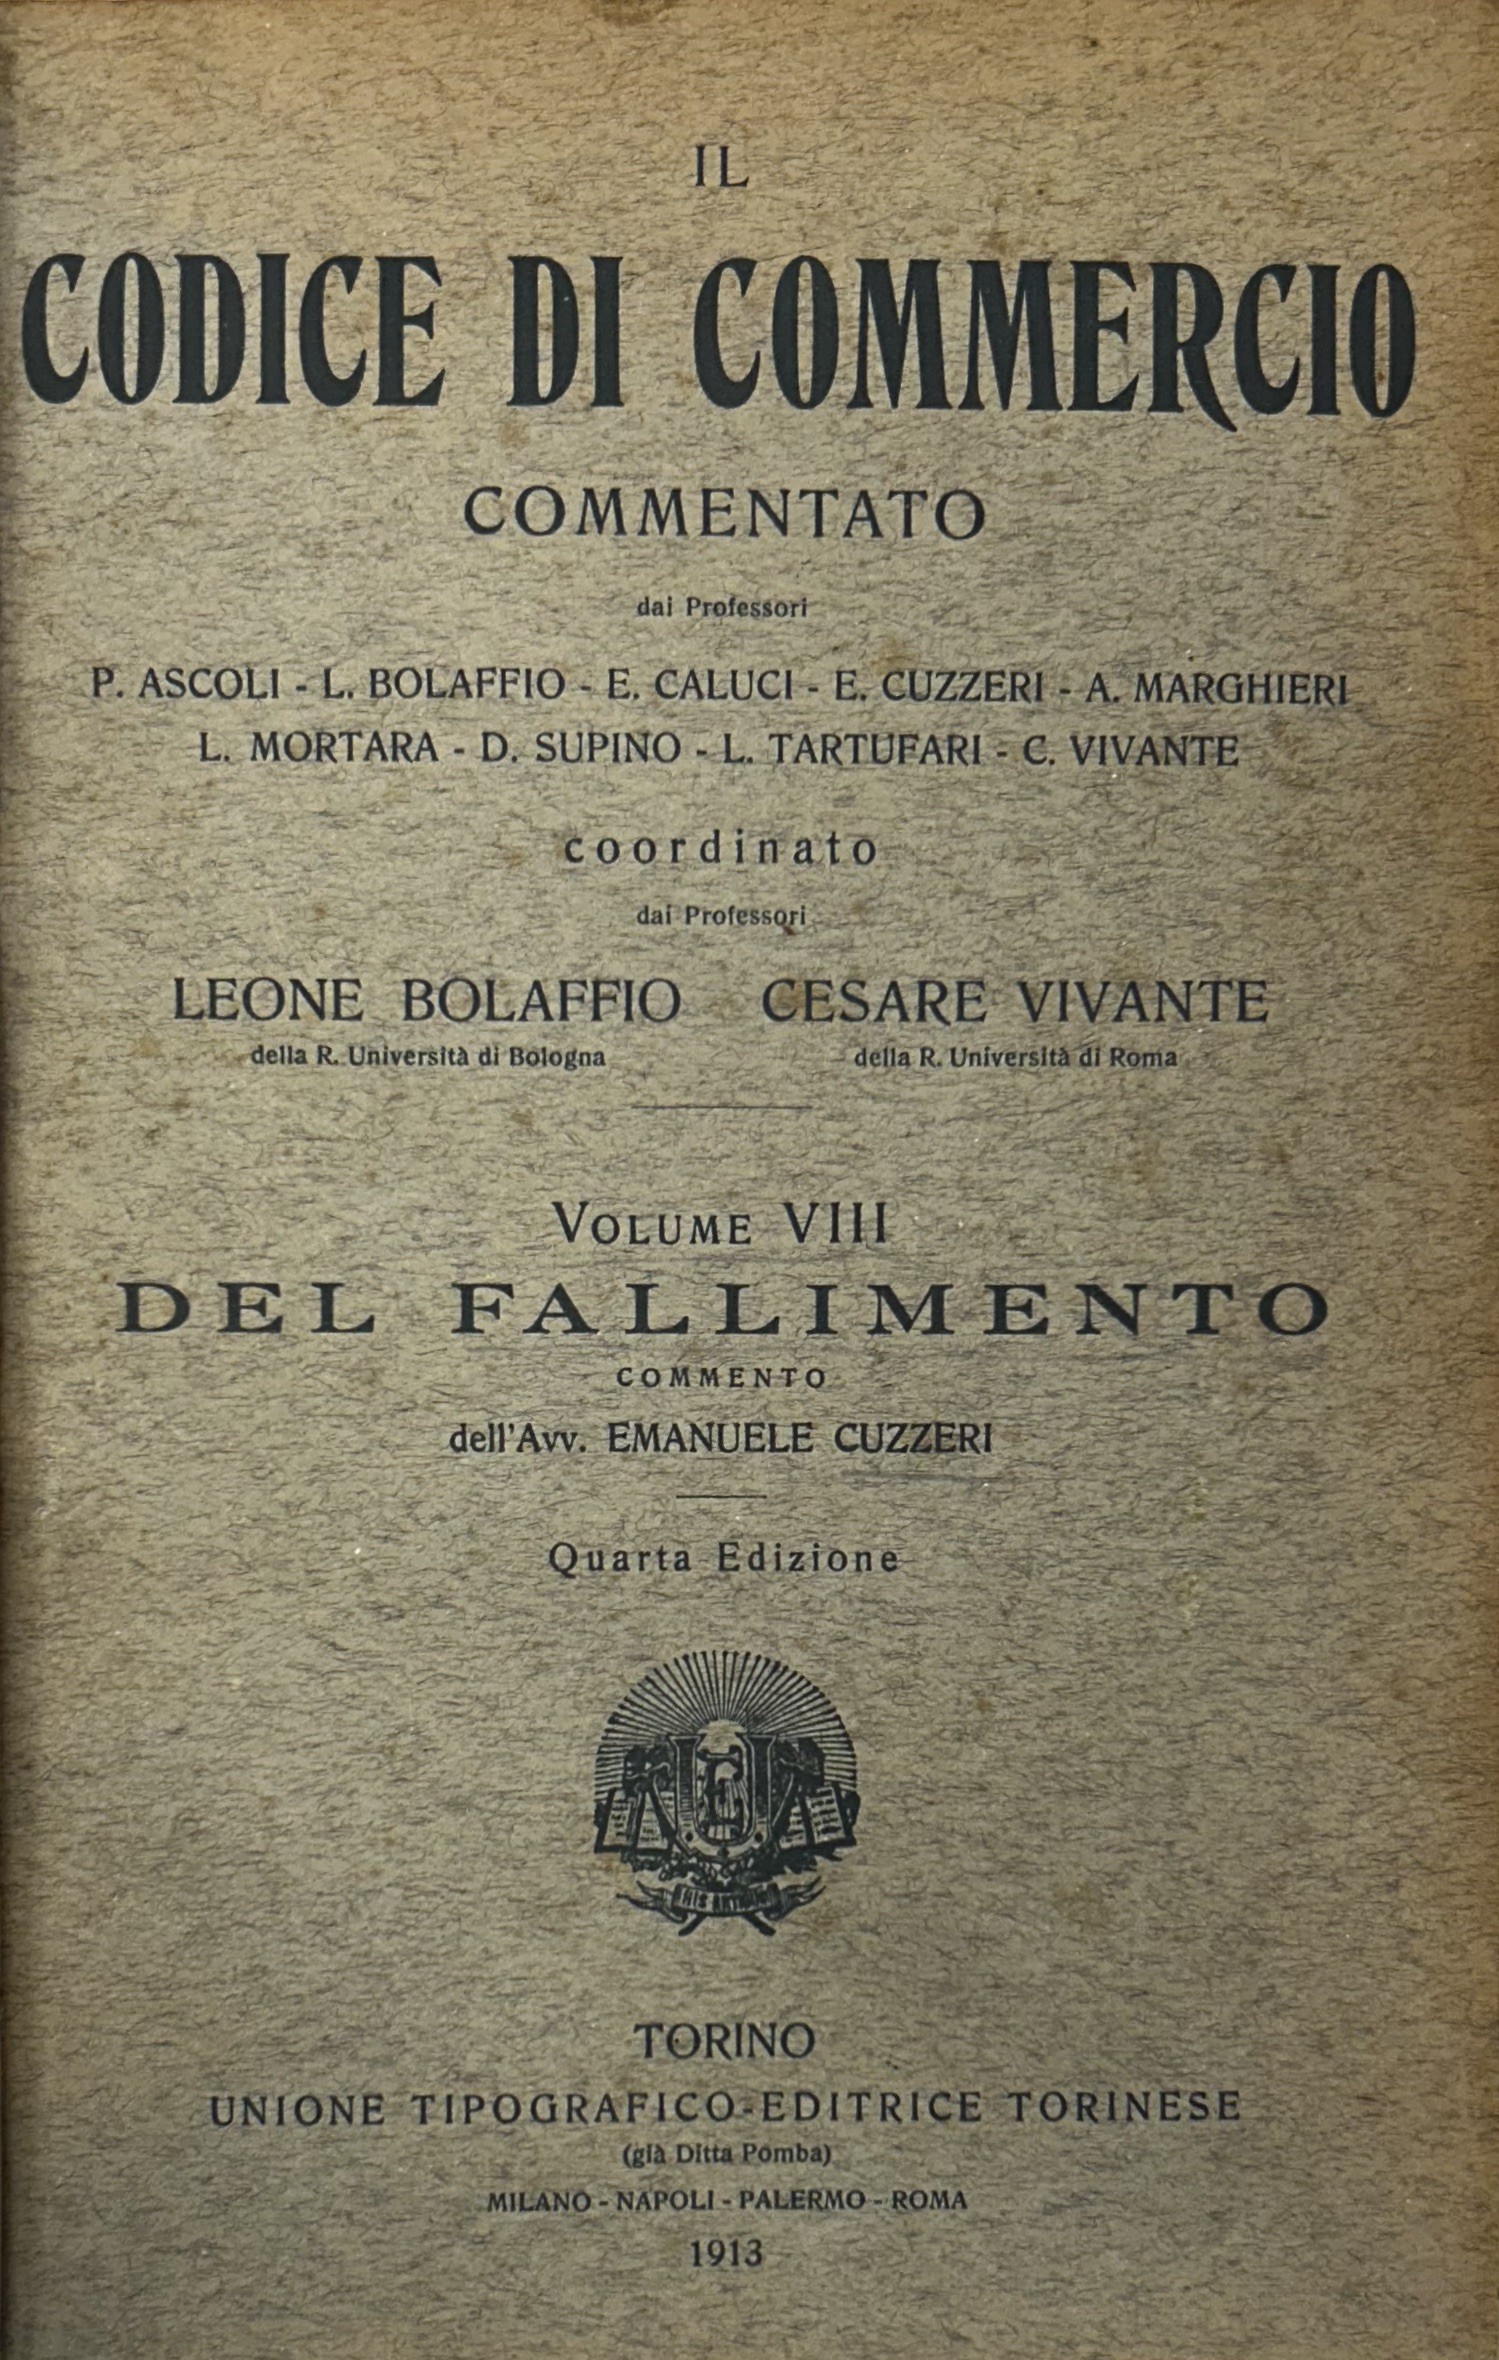 IL
CODICE DI COMMERCIO
COMMENTATO
dai Professori
P. ASCOLI - L. BOLAFFIO - E. CALUCI - E. CUZZERI - A. MARGHIERI
L. MORTARA - D. SUPINO - L. TARTUFARI - C. VIVANTE
coordinato
dai Professori
LEONE BOLAFFIO CESARE VIVANTE
della R. Università di Bologna della R. Università di Roma
VOLUME VIII
DEL FALLIMENTO
COMMENTO
dell'Avv. EMANUELE CUZZERI
Quarta Edizione
TORINO
UNIONE TIPOGRAFICO-EDITRICE TORINESE
(già Ditta Pomba)
MILANO - NAPOLI - PALERMO - ROMA
1913